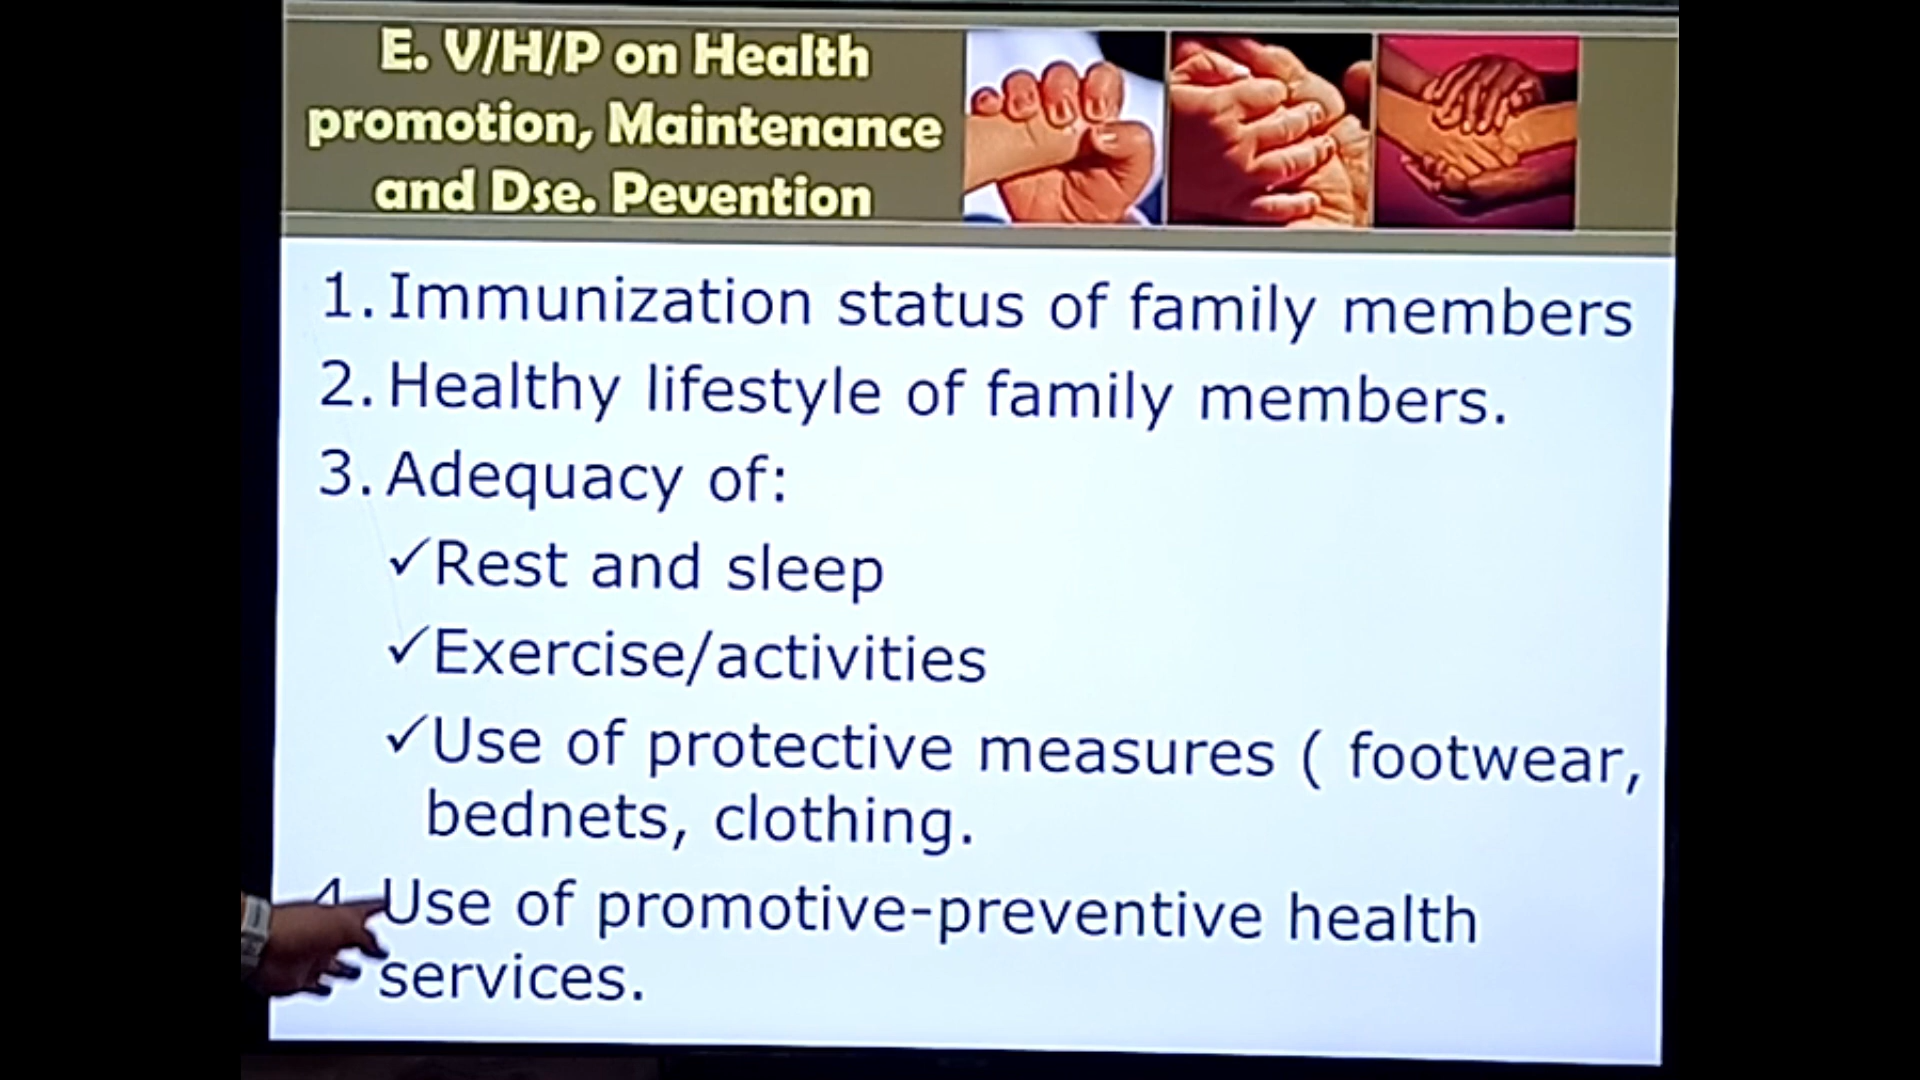 E. V/H/P on Health
promotion, Maintenance
and Dse. Pevention
1. Immunization status of family members
2. Healthy lifestyle of family members.
3. Adequacy of:
✓Rest and sleep
✓Exercise/activities
✓Use of protective measures ( footwear,
bednets, clothing.
4. Use of promotive-preventive health
services.